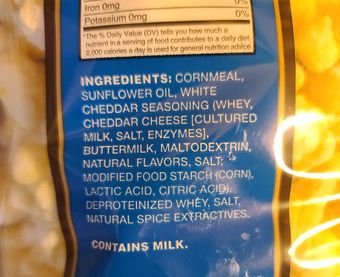 Iron 0mg 0%
Potassium 0mg 0%
*The % Daily Value (DV) tells you how much a
nutrient in a serving of food contributes to a daily diet.
2,000 calories a day is used for general nutrition advice.
INGREDIENTS: CORNMEAL,
SUNFLOWER OIL, WHITE
CHEDDAR SEASONING (WHEY,
CHEDDAR CHEESE [CULTURED
MILK, SALT, ENZYMES],
BUTTERMILK, MALTODEXTRIN,
NATURAL FLAVORS, SALT,
MODIFIED FOOD STARCH (CORN),
LACTIC ACID, CITRIC ACID),
DEPROTEINIZED WHEY, SALT,
NATURAL SPICE EXTRACTIVES.
CONTAINS MILK.